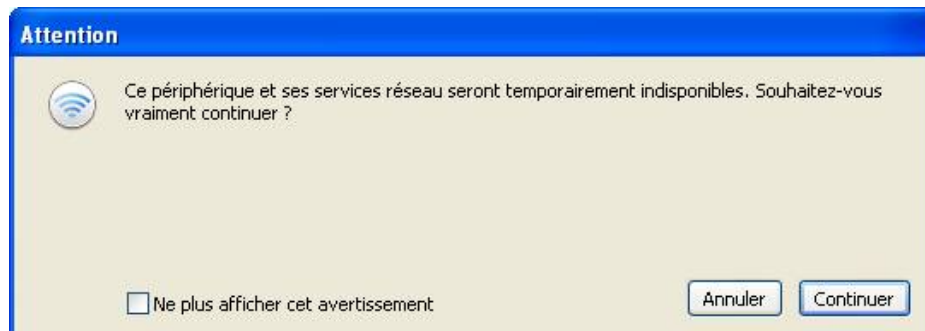 Attention
Ce périphérique et ses services réseau seront temporairement indisponibles. Souhaitez-vous
vraiment continuer ?
Ne plus afficher cet avertissement
Annuler
Continuer